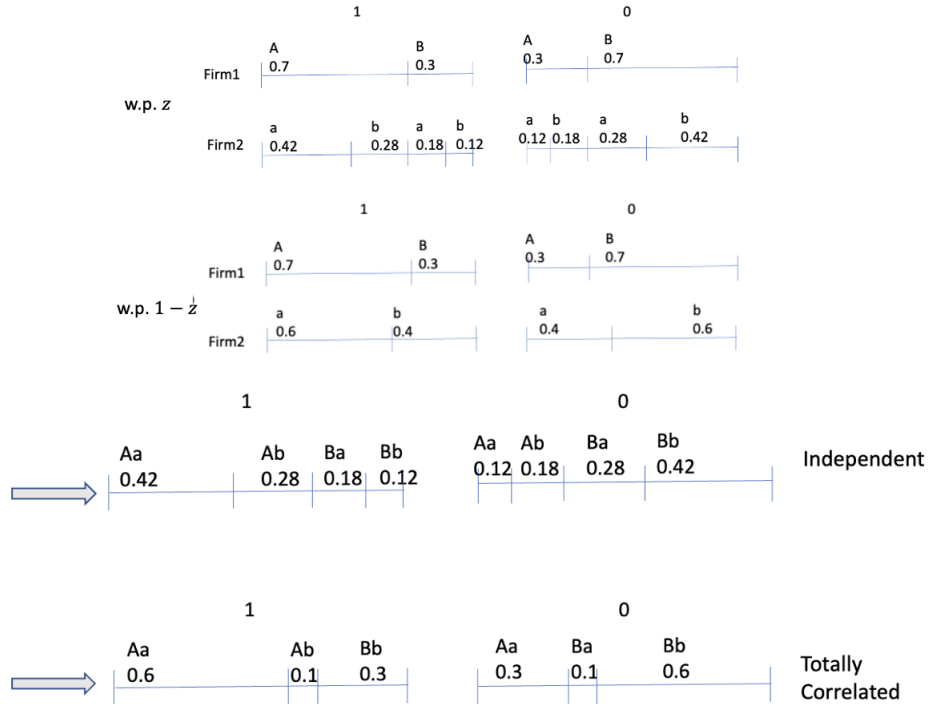 1 0
A B A B
0.7 0.3 0.3 0.7
Firm1
w.p. z
a b a b a b a b
0.42 0.28 0.18 0.12 0.12 0.18 0.28 0.42
Firm2
1 0
A B A B
0.7 0.3 0.3 0.7
Firm1
w.p. 1 − z
a b a b
0.6 0.4 0.4 0.6
Firm2
1 0
Aa Ab Ba Bb Aa Ab Ba Bb
0.42 0.28 0.18 0.12 0.12 0.18 0.28 0.42
Independent
1 0
Aa Ab Bb Aa Ba Bb
0.6 0.1 0.3 0.3 0.1 0.6
Totally
Correlated